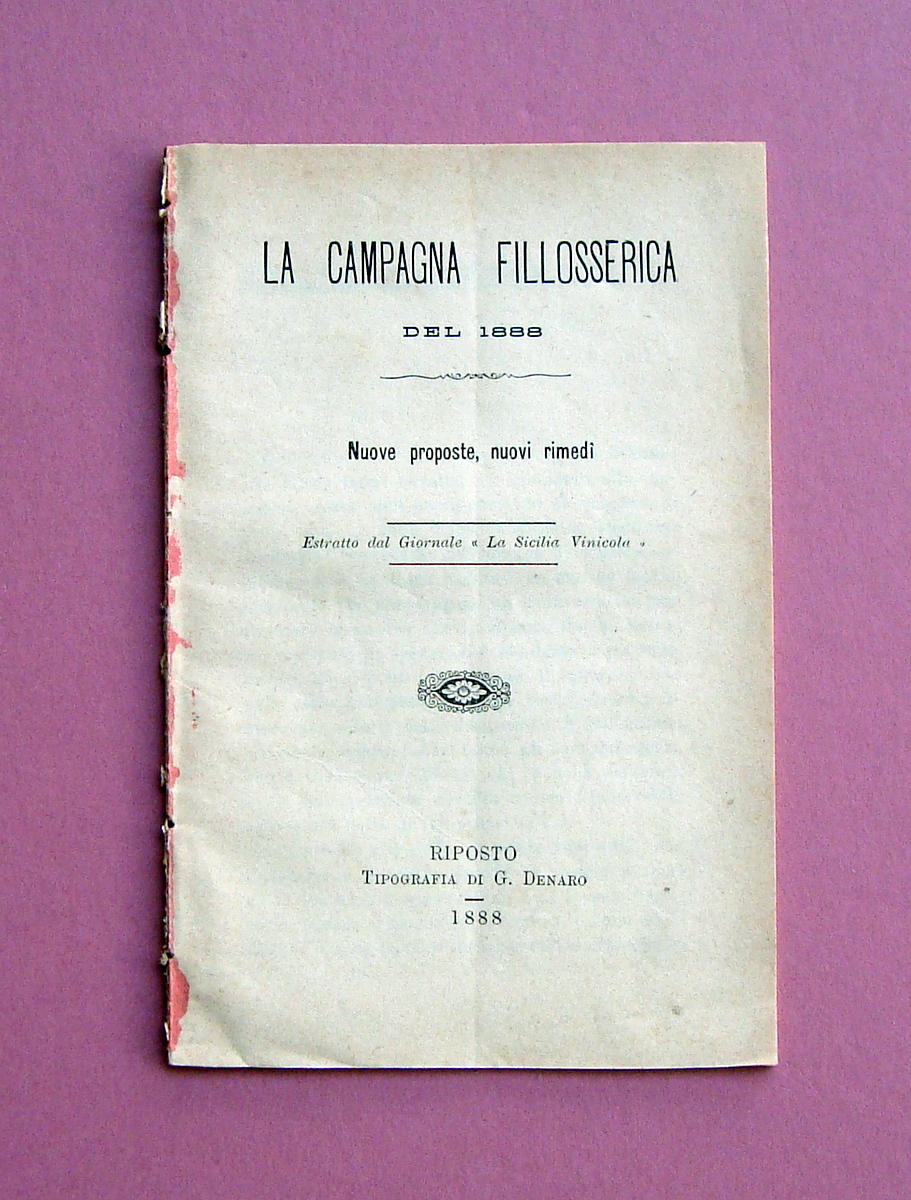 LA CAMPAGNA FILLOSSERICA
DEL 1888
Nuove proposte, nuovi rimedî
Estratto dal Giornale « La Sicilia Vinicola »
RIPOSTO
TIPOGRAFIA DI G. DENARO
1888